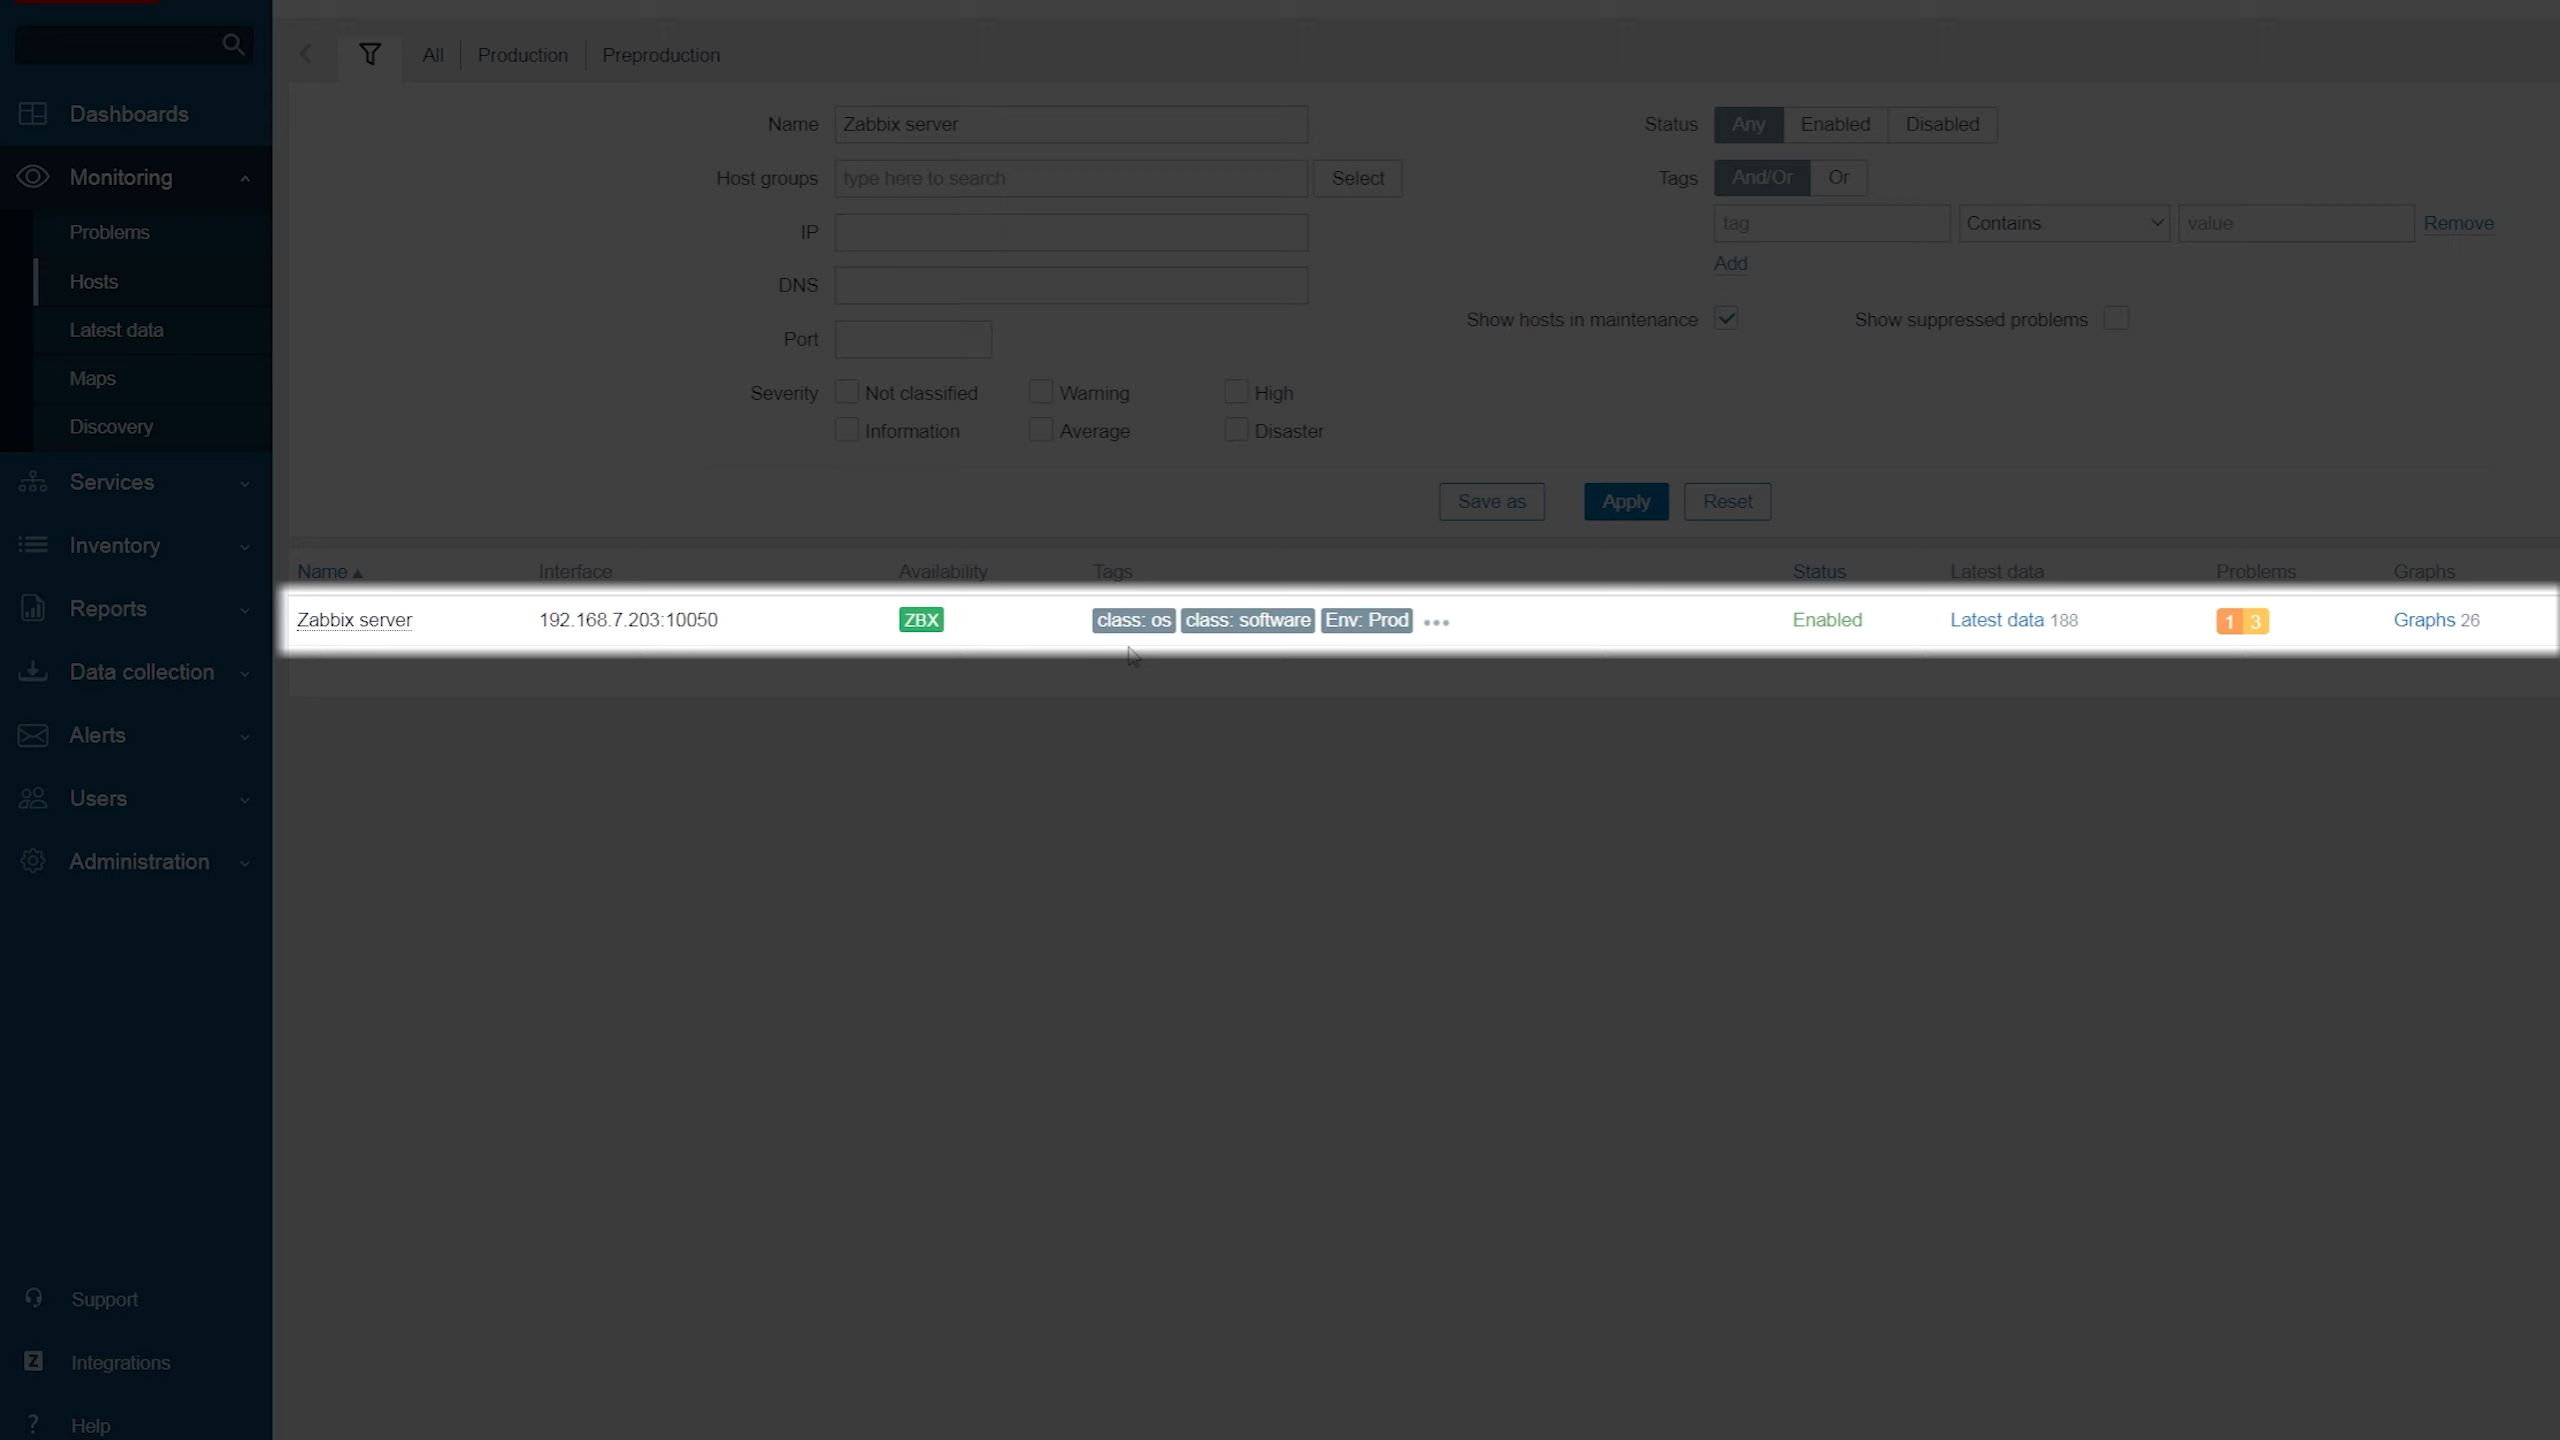 All
Production
Preproduction
Dashboards
Monitoring
Problems
Hosts
Latest data
Maps
Discovery
Services
Inventory
Reports
Data collection
Alerts
Users
Administration
Support
Z Integrations
? Help
Name Zabbix server
Host groups type here to search Select
IP
DNS
Port
Severity Not classified Warning High
Information Average Disaster
Status Any Enabled Disabled
Tags And/Or Or
tag Contains value Remove
Add
Show hosts in maintenance Show suppressed problems
Save as Apply Reset
Name Interface Availability Tags Status Latest data Problems Graphs
Zabbix server 192.168.7.203:10050 ZBX class: os class: software Env: Prod ••• Enabled Latest data 188 1 3 Graphs 26